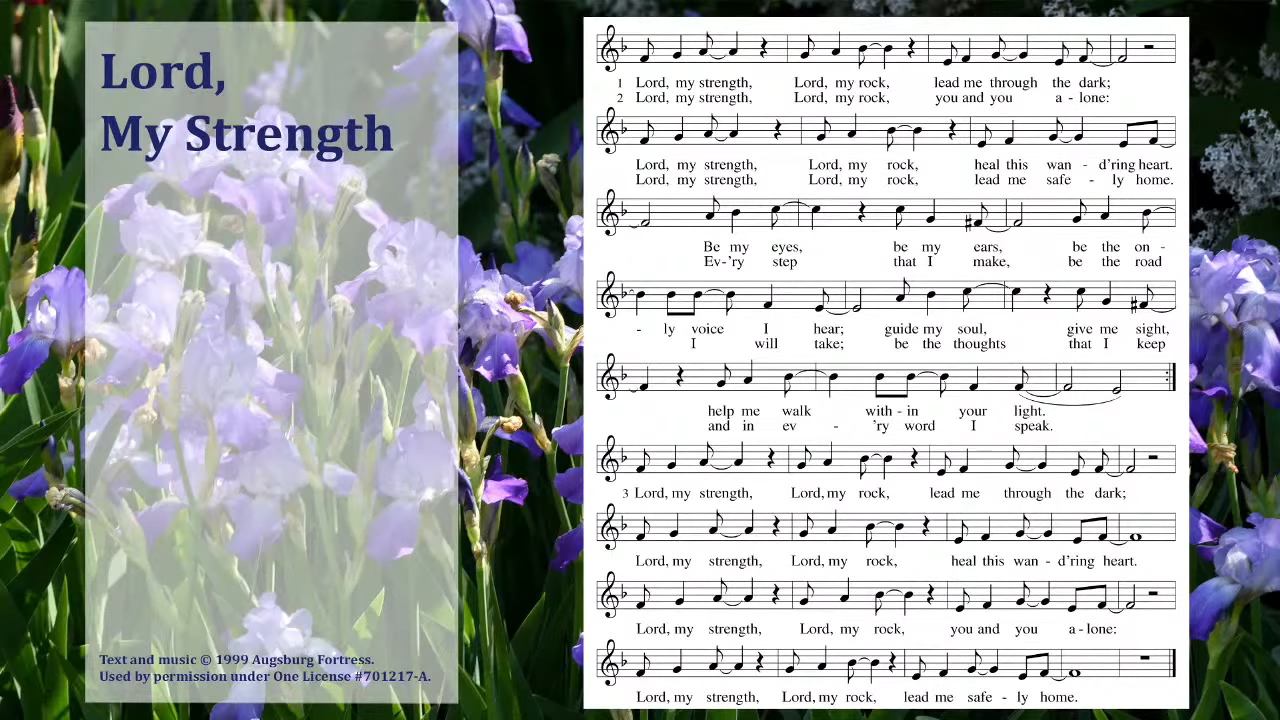 Lord,
My Strength
1 Lord, my strength, Lord, my rock, lead me through the dark;
2 Lord, my strength, Lord, my rock, you and you a - lone:
Lord, my strength, Lord, my rock, heal this wan - d'ring heart.
Lord, my strength, Lord, my rock, lead me safe - ly home.
Be my eyes, be my ears, be the on -
Ev-'ry step that I make, be the road
- ly voice I hear; guide my soul, give me sight,
I will take; be the thoughts that I keep
help me walk with - in your light.
and in ev - 'ry word I speak.
3 Lord, my strength, Lord, my rock, lead me through the dark;
Lord, my strength, Lord, my rock, heal this wan - d'ring heart.
Lord, my strength, Lord, my rock, you and you a - lone:
Lord, my strength, Lord, my rock, lead me safe - ly home.
Text and music © 1999 Augsburg Fortress.
Used by permission under One License #701217-A.